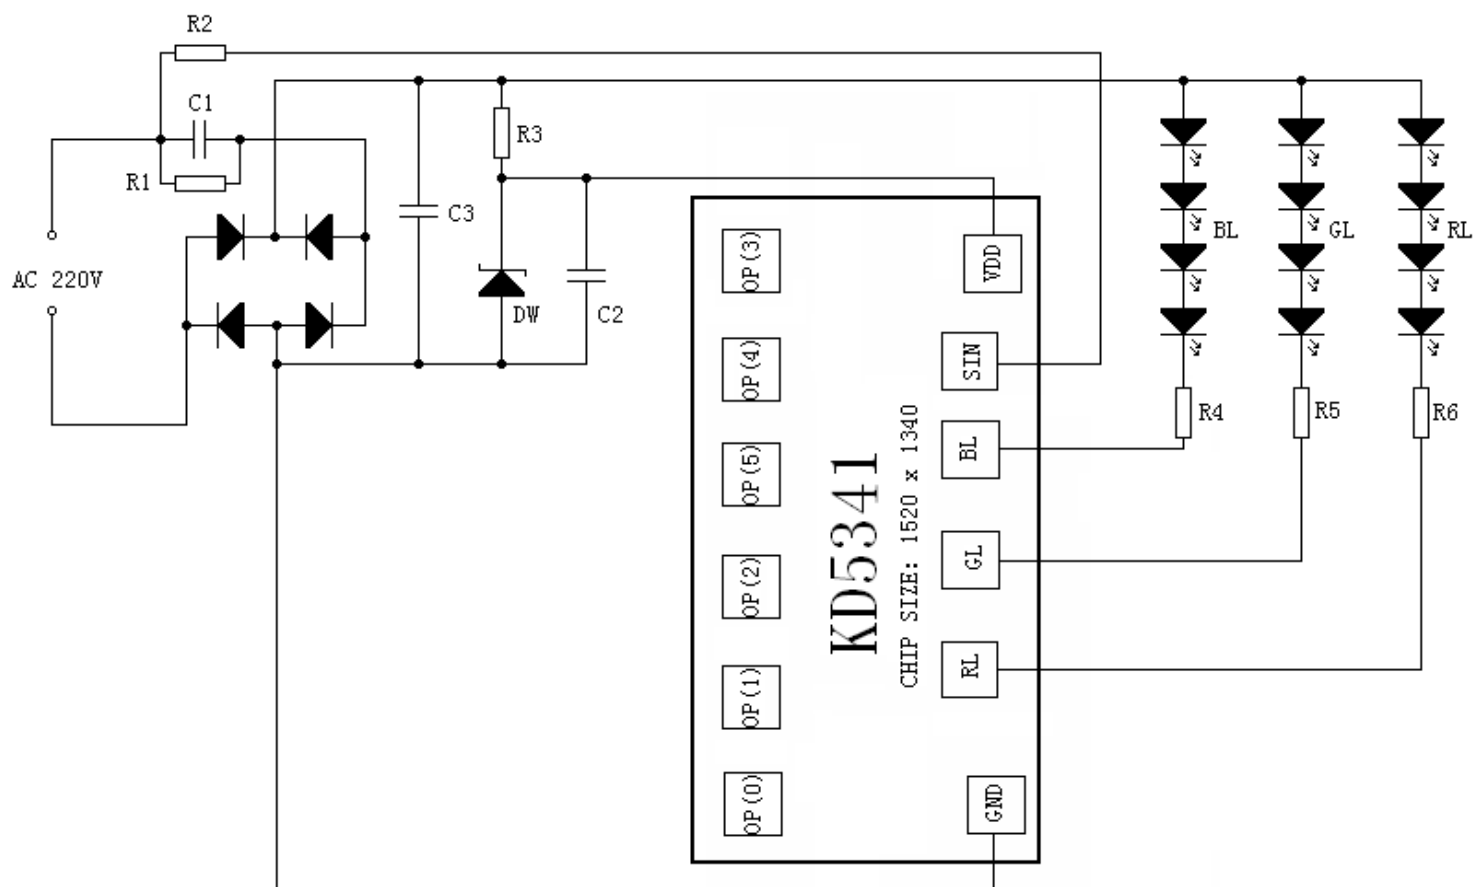 R2
C1
R1
R3
C3
AC 220V
DW
C2
BL
GL
RL
R4
R5
R6
OP(3)
OP(4)
OP(5)
OP(2)
OP(1)
OP(0)
KD5341
CHIP SIZE: 1520 x 1340
VDD
SIN
BL
GL
RL
GND